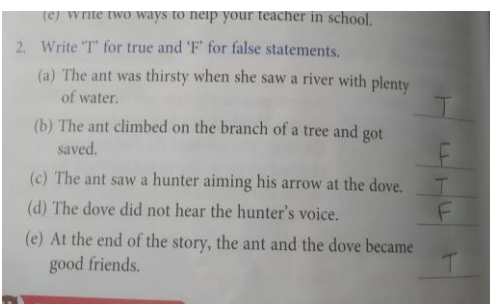 (e) Write two ways to help your teacher in school.
2. Write 'T' for true and 'F' for false statements.
(a) The ant was thirsty when she saw a river with plenty
of water. T
(b) The ant climbed on the branch of a tree and got
saved. F
(c) The ant saw a hunter aiming his arrow at the dove. T
(d) The dove did not hear the hunter's voice. F
(e) At the end of the story, the ant and the dove became
good friends. T